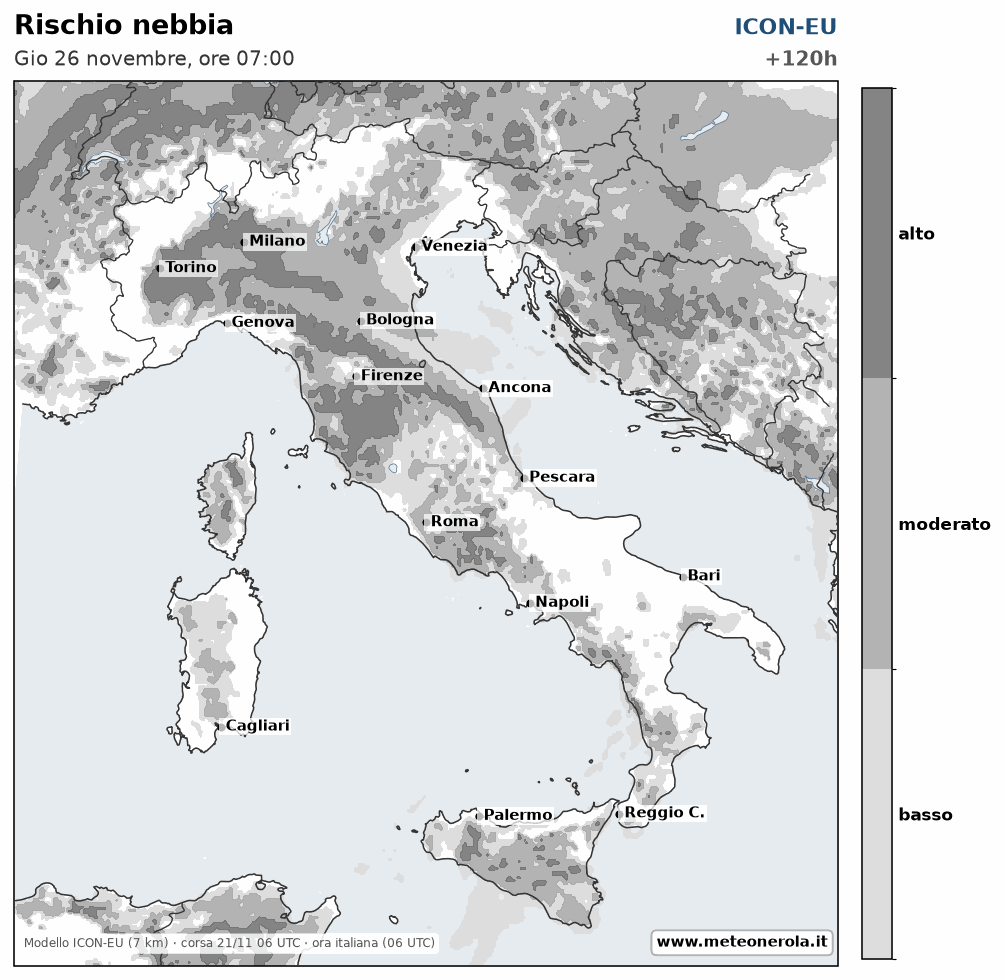 Rischio nebbia
ICON-EU
Gio 26 novembre, ore 07:00
+120h
alto
Milano
Venezia
Torino
Genova
Bologna
Firenze
Ancona
Pescara
moderato
Roma
Bari
Napoli
Cagliari
Palermo
Reggio C.
basso
Modello ICON-EU (7 km) · corsa 21/11 06 UTC · ora italiana (06 UTC)
www.meteonerola.it